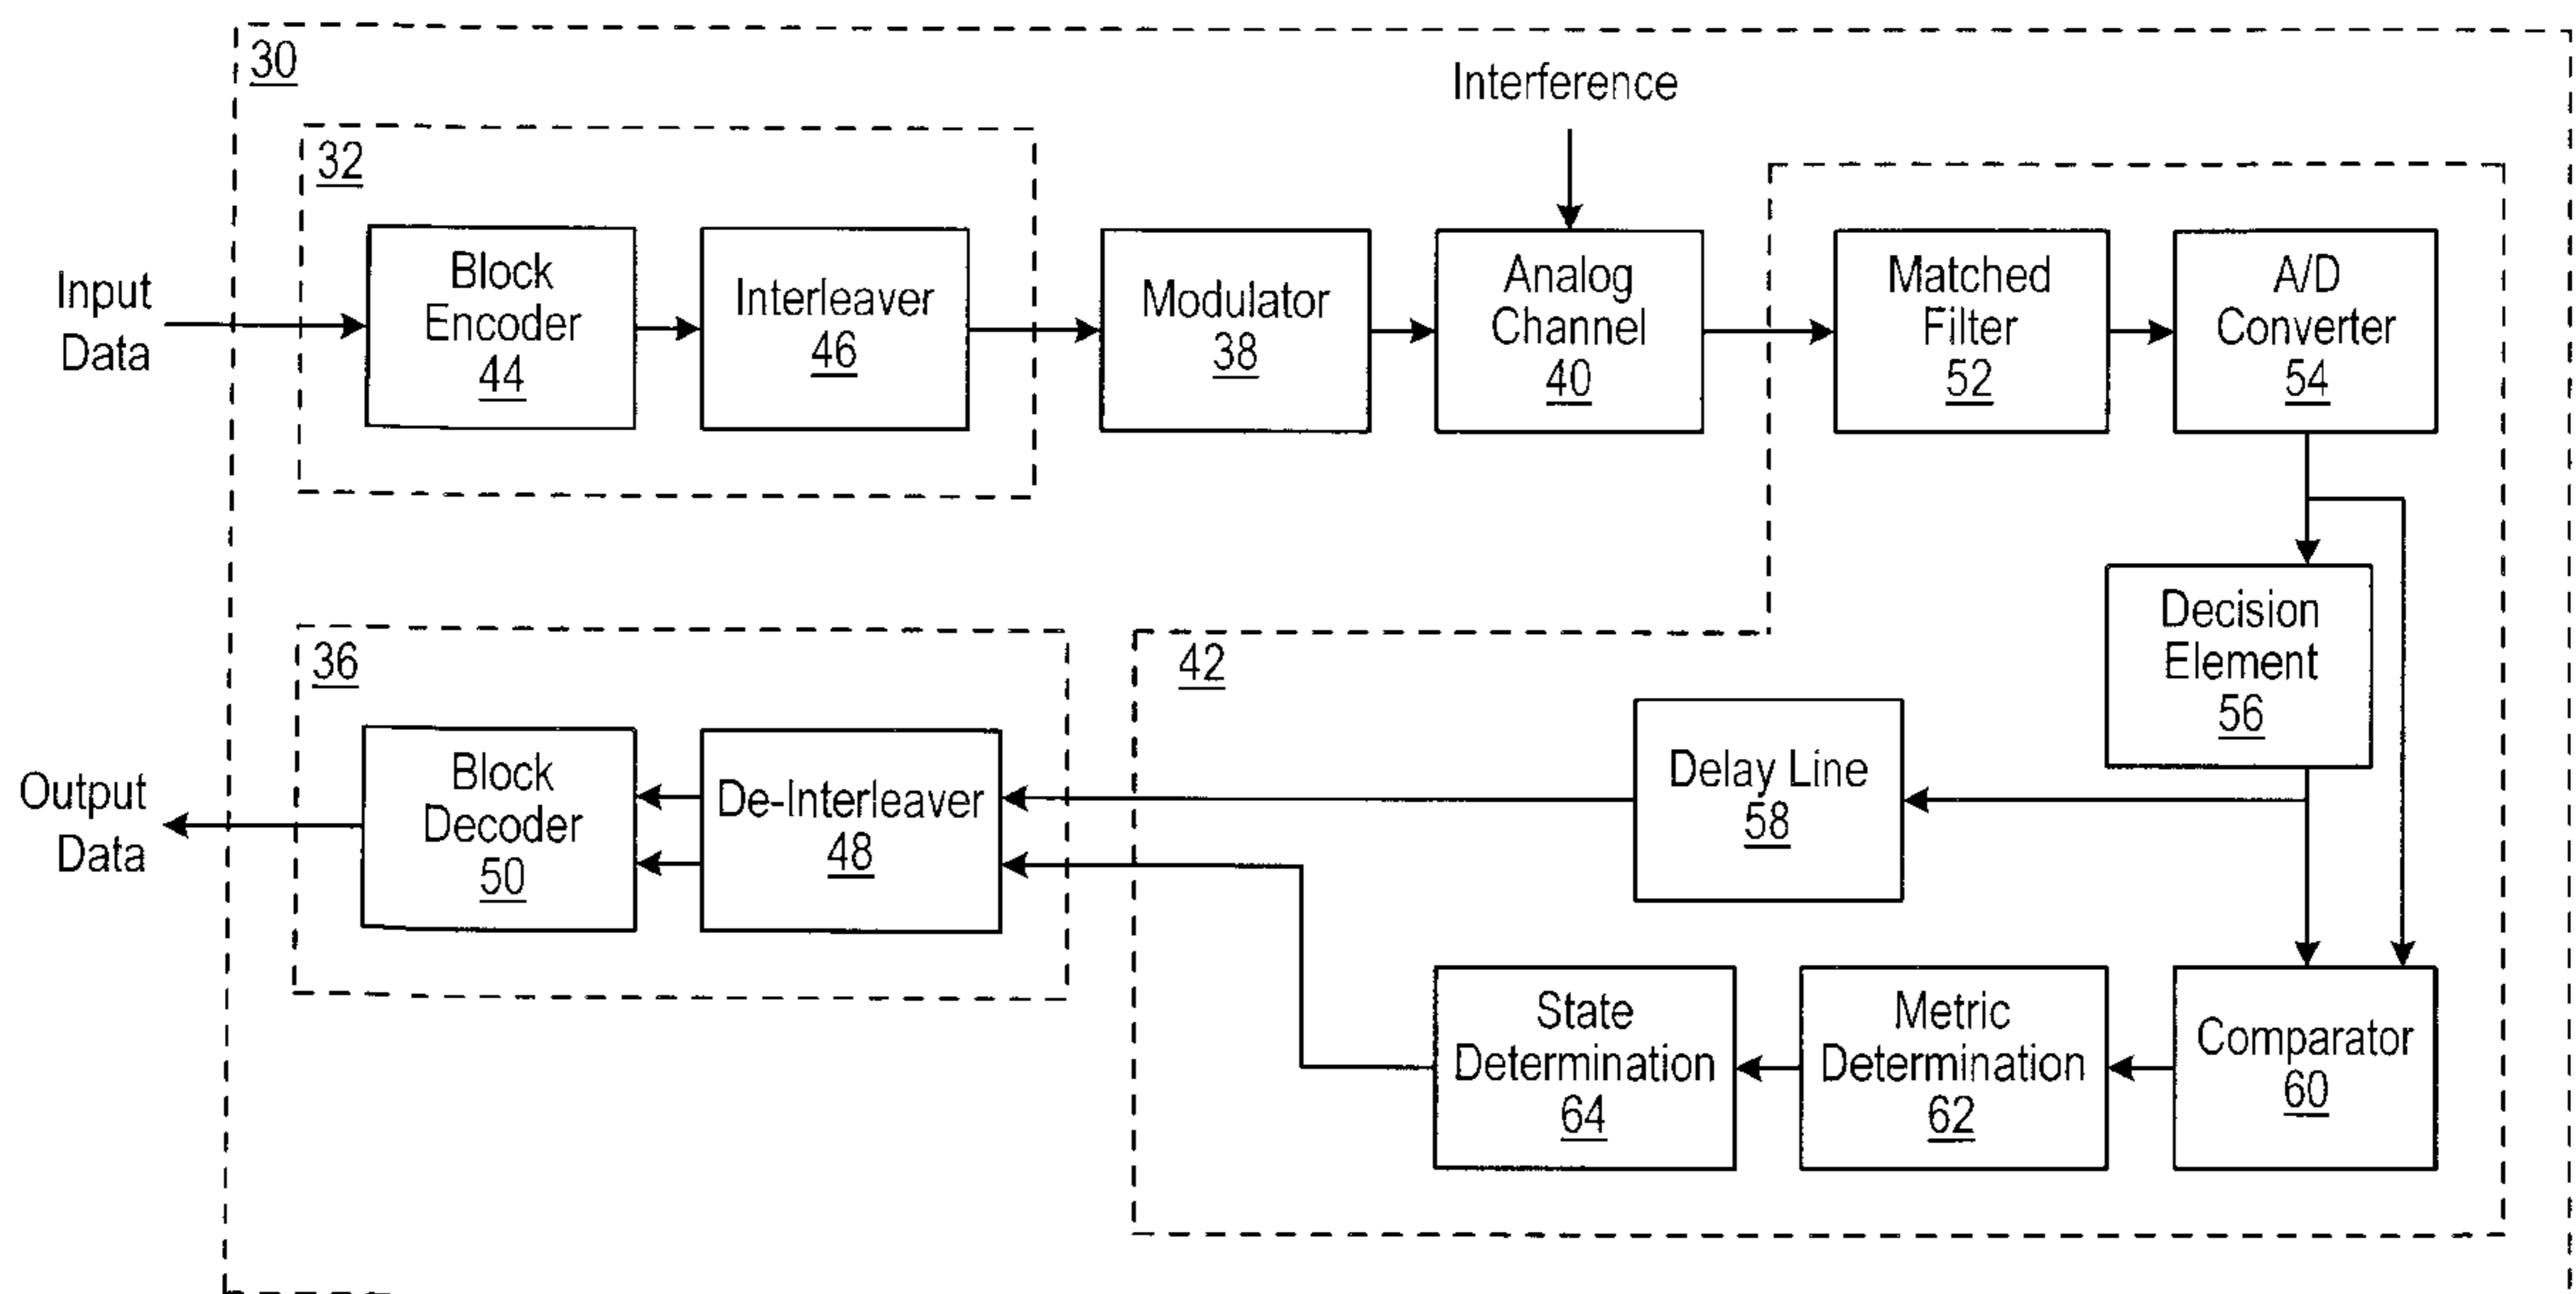 30
Interference
32
Input
Data
Block
Encoder
44
Interleaver
46
Modulator
38
Analog
Channel
40
Matched
Filter
52
A/D
Converter
54
Decision
Element
56
36
42
Output
Data
Block
Decoder
50
De-Interleaver
48
Delay Line
58
State
Determination
64
Metric
Determination
62
Comparator
60